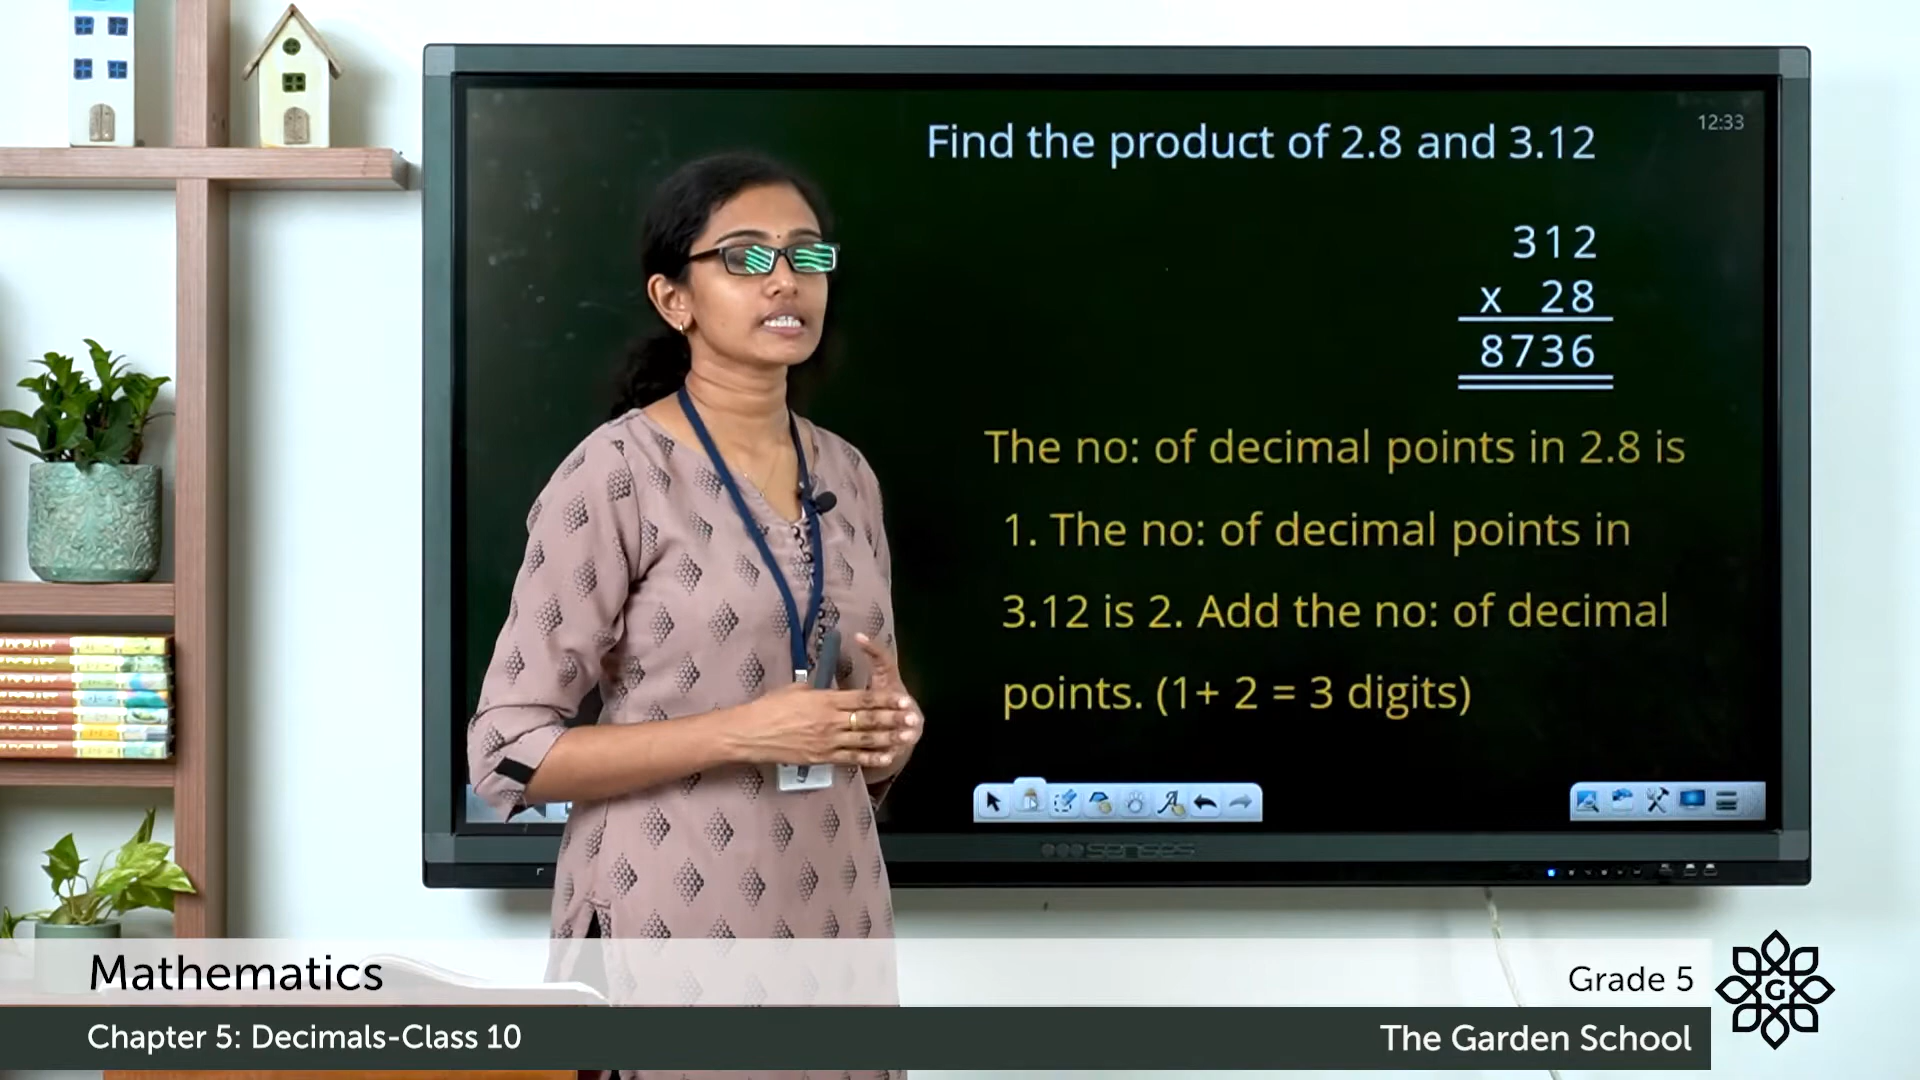 Find the product of 2.8 and 3.12
12:33
312
x 28
8736
The no: of decimal points in 2.8 is
1. The no: of decimal points in
3.12 is 2. Add the no: of decimal
points. (1+ 2 = 3 digits)
senses
Mathematics
Grade 5
G
Chapter 5: Decimals-Class 10
The Garden School